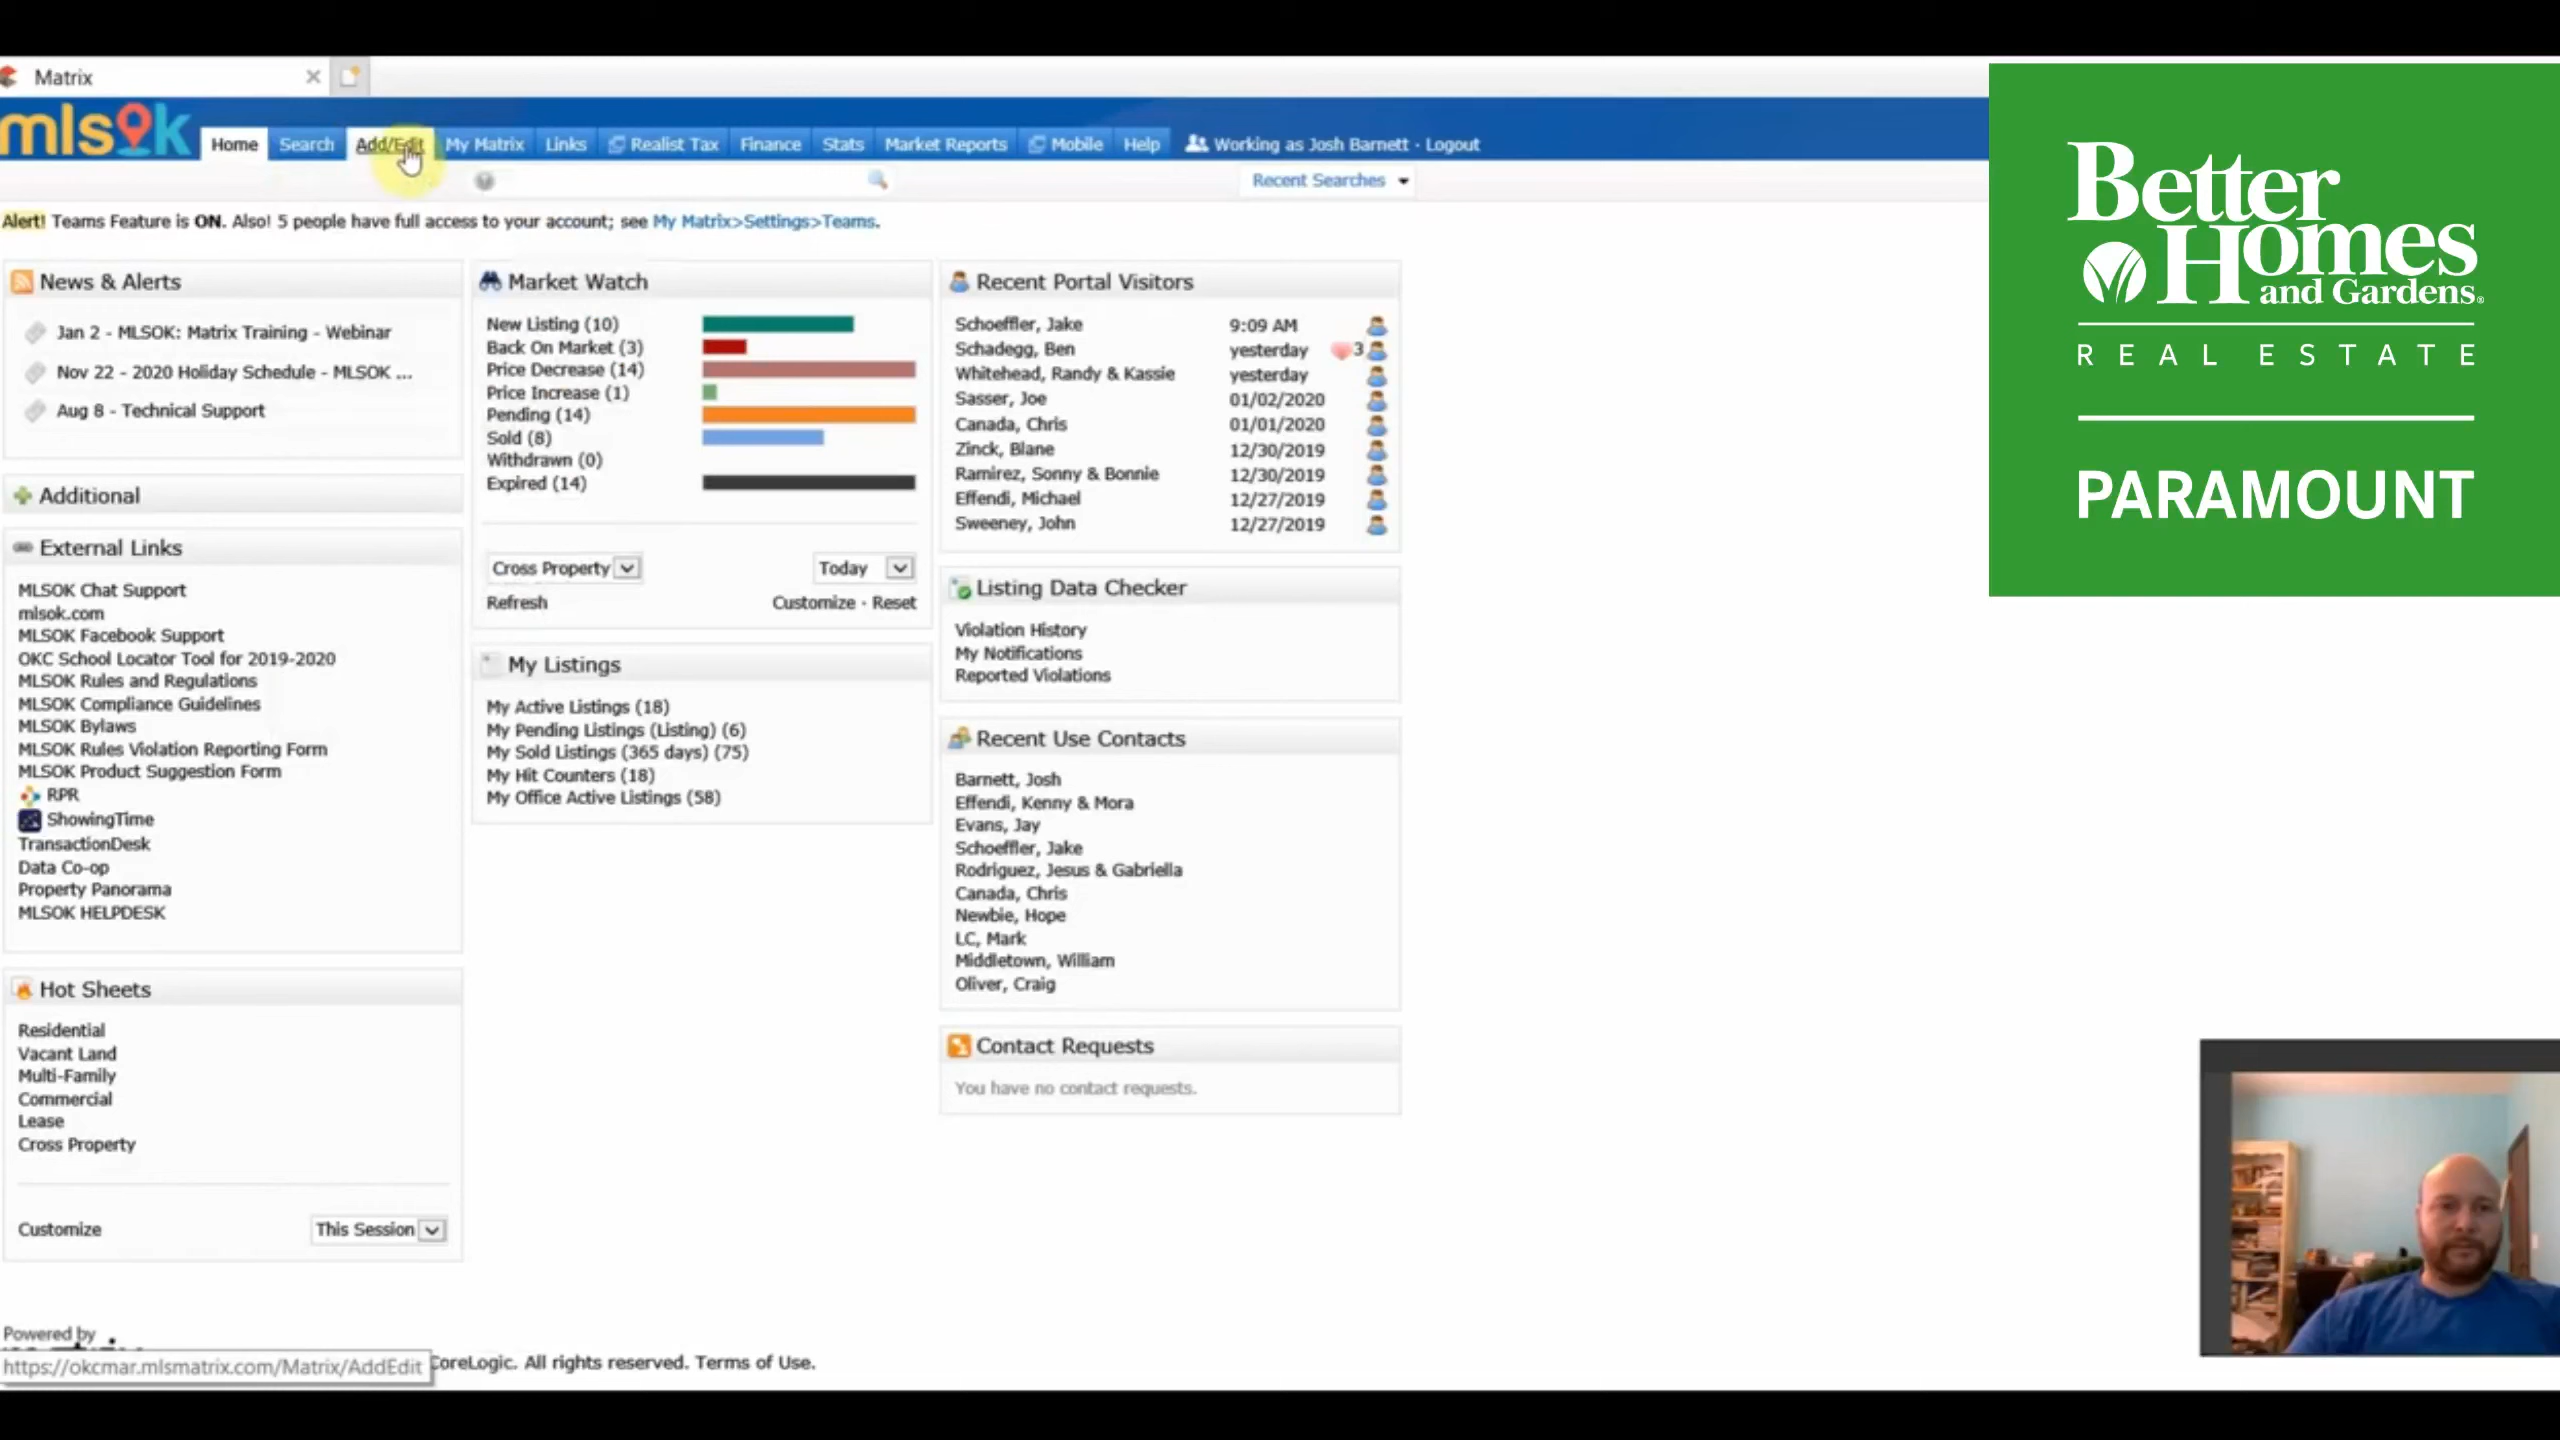 Matrix
mlsok
Home Search Add/Edit My Matrix Links Realist Tax Finance Stats Market Reports Mobile Help Working as Josh Barnett · Logout
Recent Searches
Alert! Teams Feature is ON. Also! 5 people have full access to your account; see My Matrix>Settings>Teams.
News & Alerts
Jan 2 - MLSOK: Matrix Training - Webinar
Nov 22 - 2020 Holiday Schedule - MLSOK ...
Aug 8 - Technical Support
Additional
External Links
MLSOK Chat Support
mlsok.com
MLSOK Facebook Support
OKC School Locator Tool for 2019-2020
MLSOK Rules and Regulations
MLSOK Compliance Guidelines
MLSOK Bylaws
MLSOK Rules Violation Reporting Form
MLSOK Product Suggestion Form
RPR
ShowingTime
TransactionDesk
Data Co-op
Property Panorama
MLSOK HELPDESK
Hot Sheets
Residential
Vacant Land
Multi-Family
Commercial
Lease
Cross Property
Customize This Session
Market Watch
New Listing (10)
Back On Market (3)
Price Decrease (14)
Price Increase (1)
Pending (14)
Sold (8)
Withdrawn (0)
Expired (14)
Cross Property Today
Refresh Customize · Reset
My Listings
My Active Listings (18)
My Pending Listings (Listing) (6)
My Sold Listings (365 days) (75)
My Hit Counters (18)
My Office Active Listings (58)
Recent Portal Visitors
Schoeffler, Jake 9:09 AM
Schadegg, Ben yesterday 3
Whitehead, Randy & Kassie yesterday
Sasser, Joe 01/02/2020
Canada, Chris 01/01/2020
Zinck, Blane 12/30/2019
Ramirez, Sonny & Bonnie 12/30/2019
Effendi, Michael 12/27/2019
Sweeney, John 12/27/2019
Listing Data Checker
Violation History
My Notifications
Reported Violations
Recent Use Contacts
Barnett, Josh
Effendi, Kenny & Mora
Evans, Jay
Schoeffler, Jake
Rodriguez, Jesus & Gabriella
Canada, Chris
Newbie, Hope
LC, Mark
Middletown, William
Oliver, Craig
Contact Requests
You have no contact requests.
Better
Homes
and Gardens®
REAL ESTATE
PARAMOUNT
Powered by
https://okcmar.mlsmatrix.com/Matrix/AddEdit CoreLogic. All rights reserved. Terms of Use.